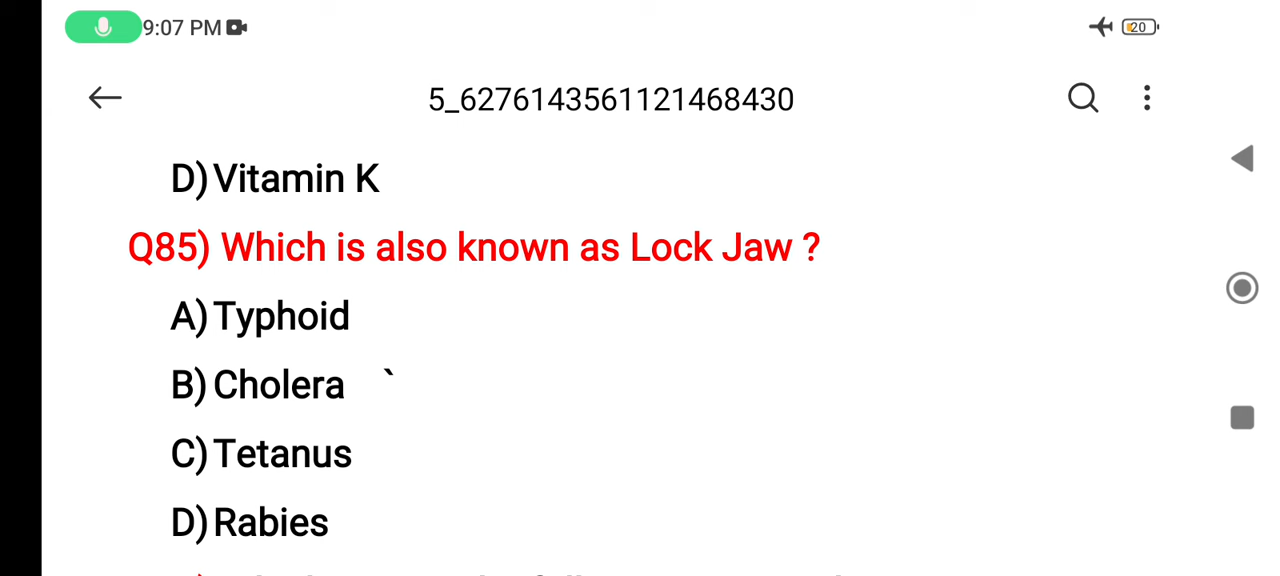 9:07 PM
20
5_6276143561121468430
D) Vitamin K
Q85) Which is also known as Lock Jaw ?
A) Typhoid
B) Cholera `
C) Tetanus
D) Rabies